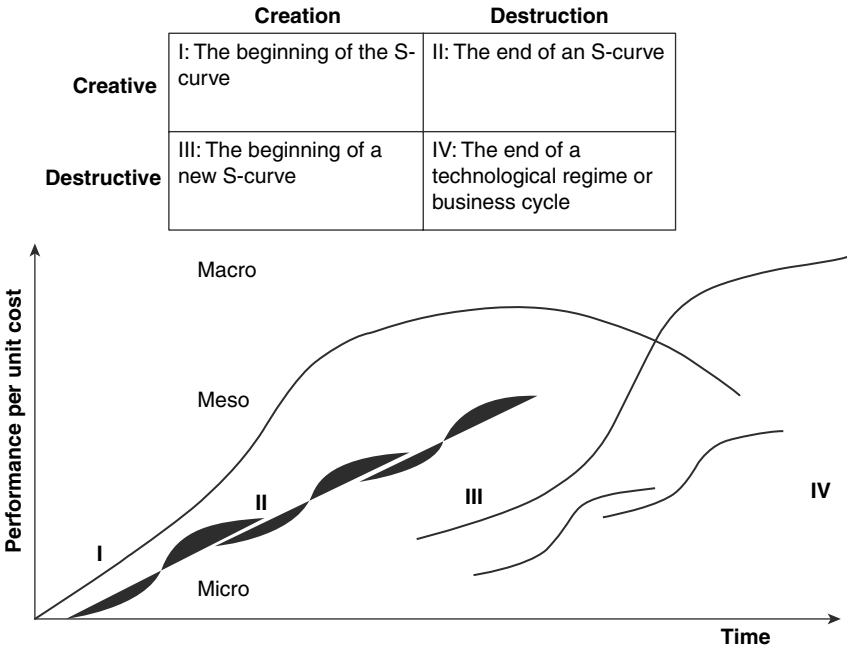 Creation
Destruction
Creative
I: The beginning of the S-
curve
II: The end of an S-curve
Destructive
III: The beginning of a
new S-curve
IV: The end of a
technological regime or
business cycle
Performance per unit cost
Macro
Meso
Micro
I
II
III
IV
Time